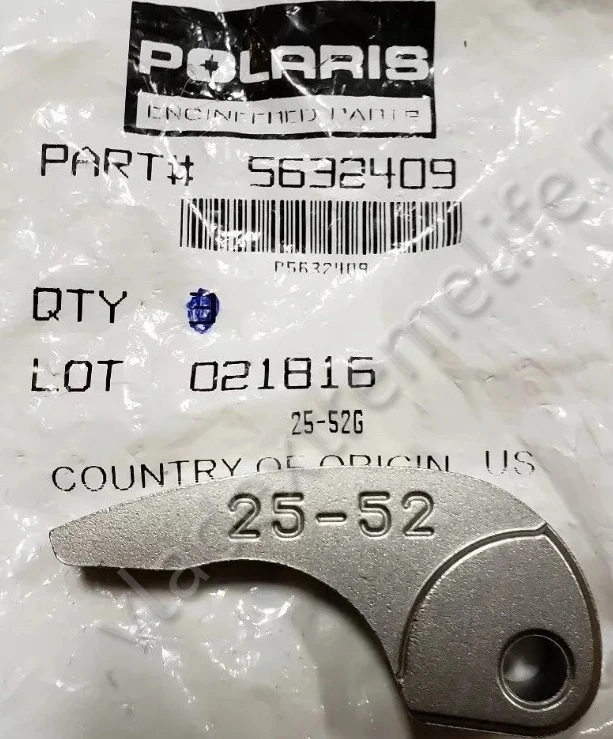 POLARIS
ENGINEERED PARTS
PART# 5632409
P5632409
QTY
LOT 021816
25-52G
COUNTRY OF ORIGIN US
25-52